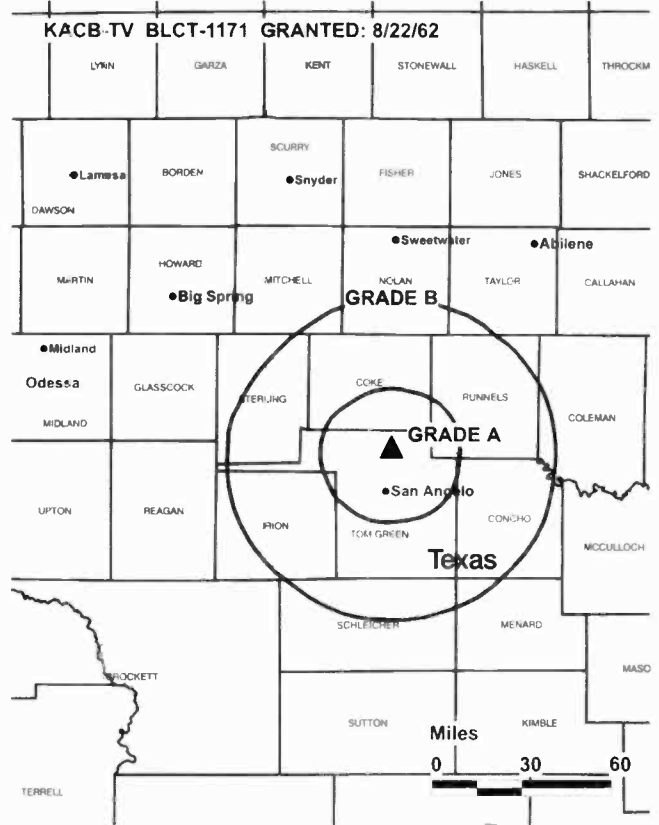 KACB-TV BLCT-1171 GRANTED: 8/22/62
LYNN GARZA KENT STONEWALL HASKELL THROCKM
SCURRY
Lamesa BORDEN Snyder FISHER JONES SHACKELFORD
DAWSON
Sweetwater Abilene
HOWARD
MARTIN MITCHELL NOLAN TAYLOR CALLAHAN
Big Spring GRADE B
Midland
Odessa GLASSCOCK COKE
STERLING RUNNELS
MIDLAND COLEMAN
GRADE A
San Angelo
UPTON REAGAN IRION CONCHO
TOM GREEN
MCCULLOCH
Texas
SCHLEICHER MENARD
CROCKETT MASO
SUTTON KIMBLE
Miles
0 30 60
TERRELL